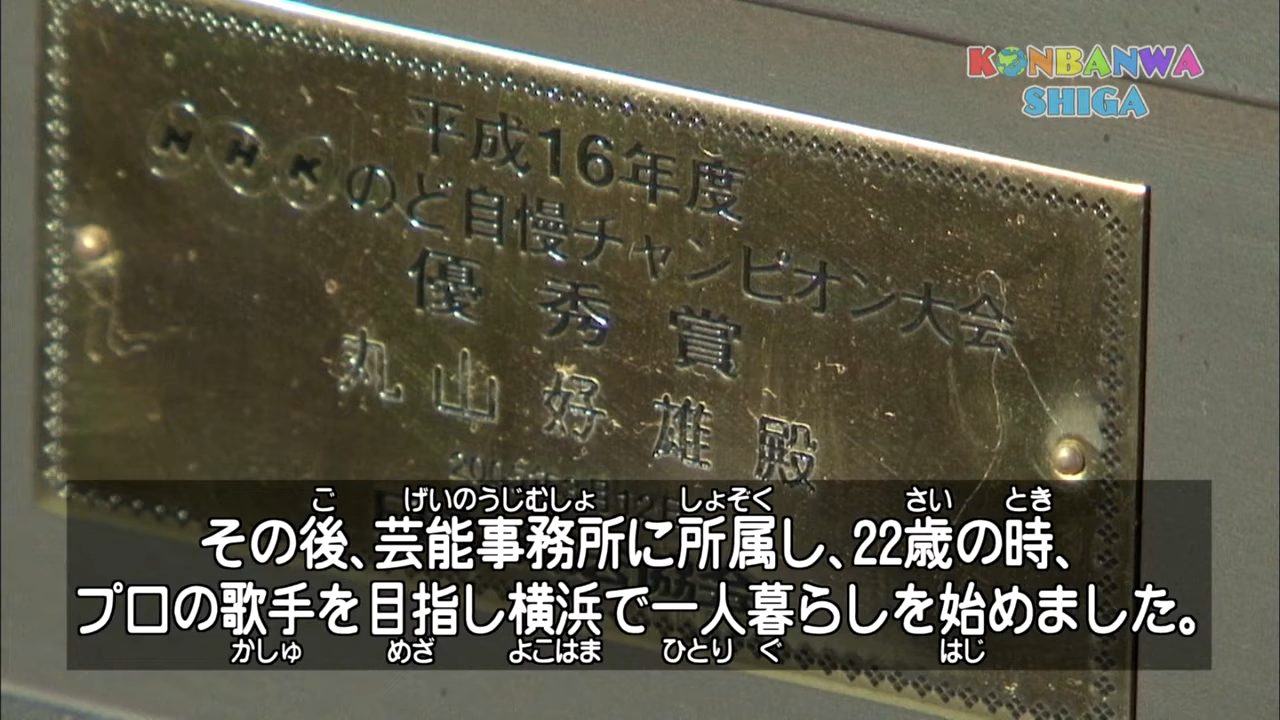 KONBANWA
SHIGA
平成16年度
NHKのど自慢チャンピオン大会
優秀賞
丸山好雄殿
ご げいのうじむしょ しょぞく さい とき
その後、芸能事務所に所属し、22歳の時、
プロの歌手を目指し横浜で一人暮らしを始めました。
かしゅ めざ よこはま ひとり ぐ はじ